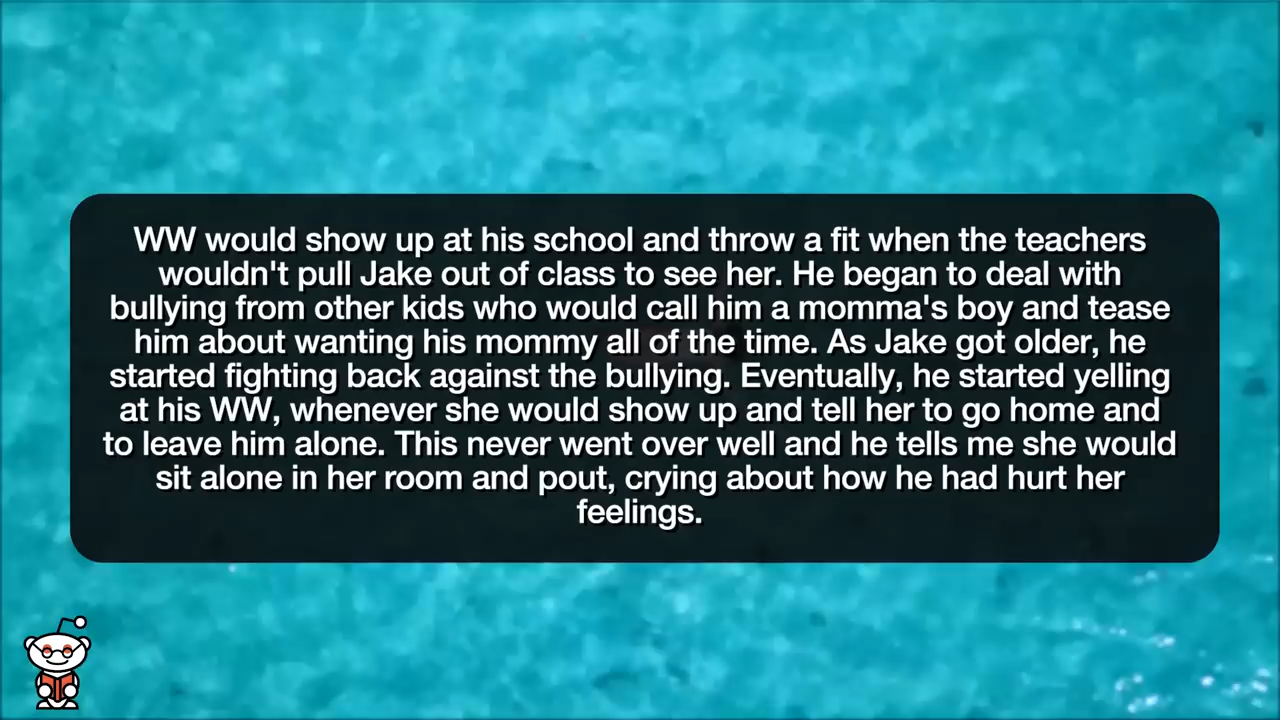 WW would show up at his school and throw a fit when the teachers
wouldn't pull Jake out of class to see her. He began to deal with
bullying from other kids who would call him a momma's boy and tease
him about wanting his mommy all of the time. As Jake got older, he
started fighting back against the bullying. Eventually, he started yelling
at his WW, whenever she would show up and tell her to go home and
to leave him alone. This never went over well and he tells me she would
sit alone in her room and pout, crying about how he had hurt her
feelings.